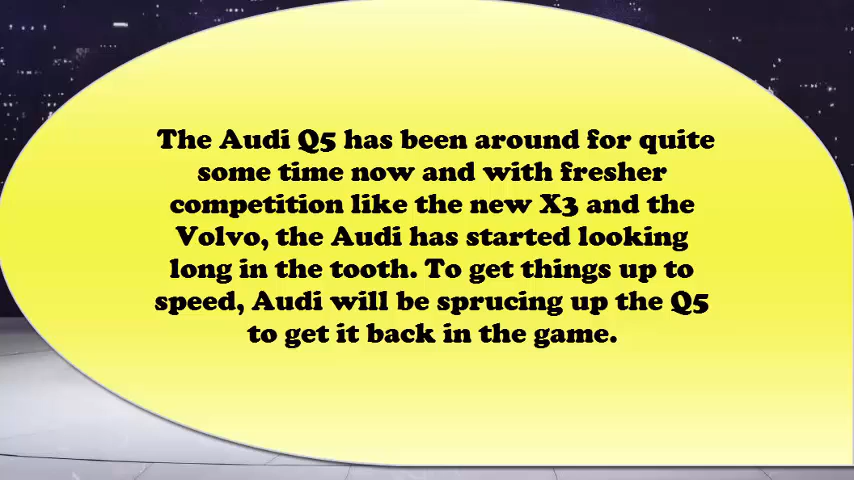 The Audi Q5 has been around for quite
some time now and with fresher
competition like the new X3 and the
Volvo, the Audi has started looking
long in the tooth. To get things up to
speed, Audi will be sprucing up the Q5
to get it back in the game.